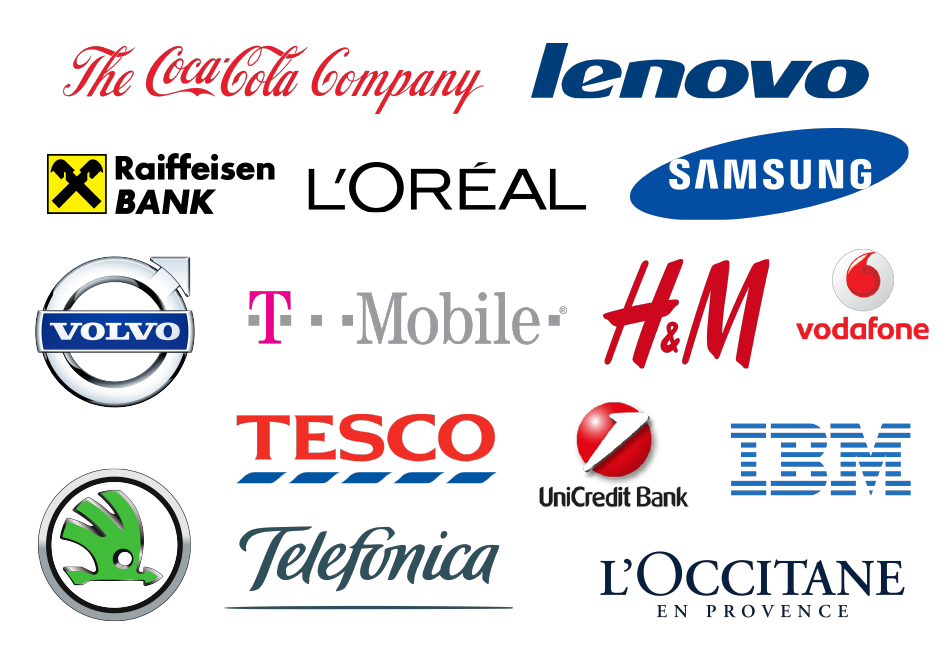 The Coca-Cola Company
lenovo
Raiffeisen
BANK
L'ORÉAL
SAMSUNG
VOLVO
T Mobile®
H&M
vodafone
TESCO
UniCredit Bank
IBM
Telefónica
L'OCCITANE
EN PROVENCE